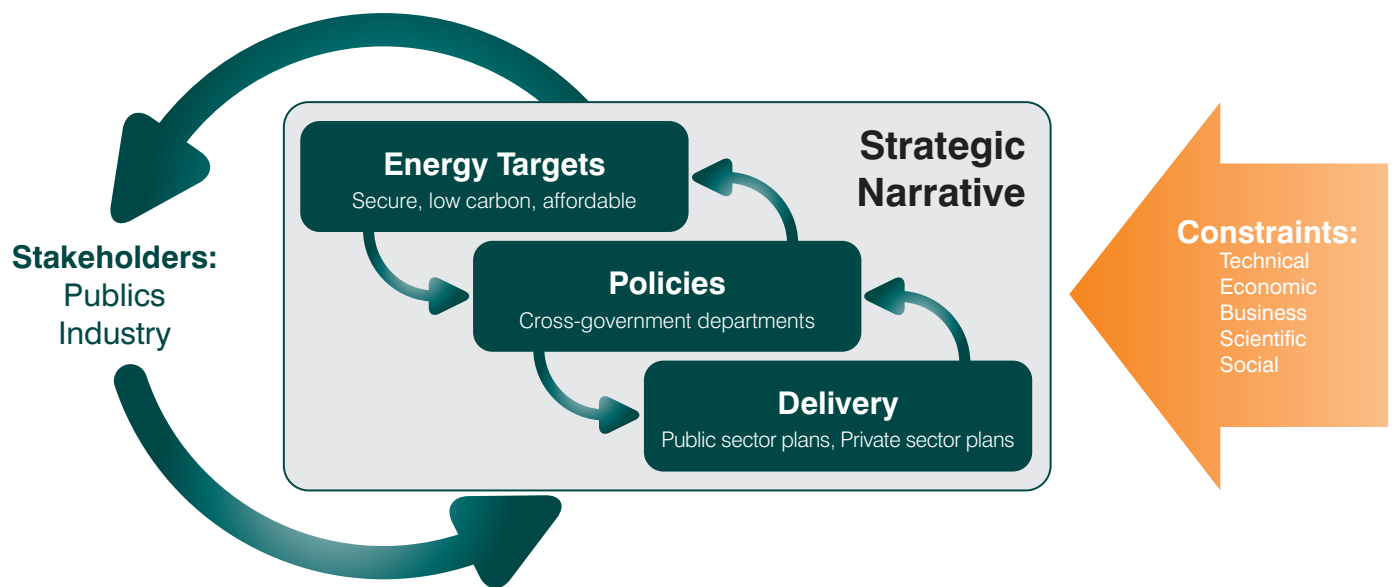 Strategic
Narrative
Energy Targets
Secure, low carbon, affordable
Policies
Cross-government departments
Delivery
Public sector plans, Private sector plans
Stakeholders:
Publics
Industry
Constraints:
Technical
Economic
Business
Scientific
Social